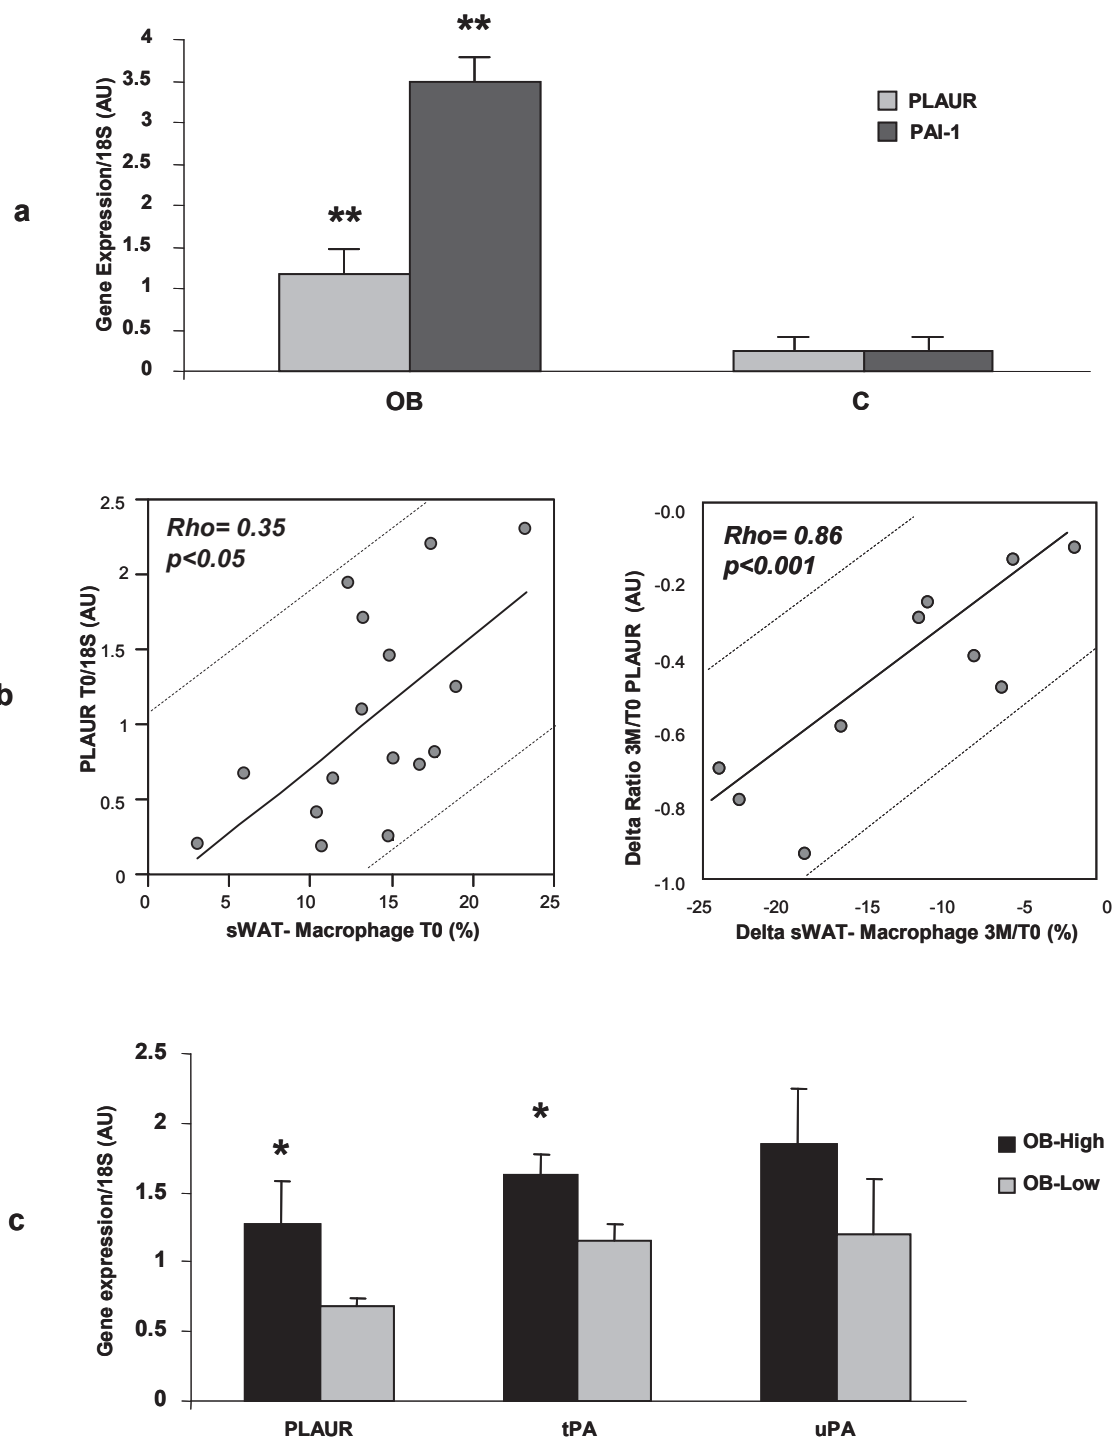 a
Gene Expression/18S (AU)
4
3.5
3
2.5
2
1.5
1
0.5
0
**
**
OB
C
PLAUR
PAI-1
b
PLAUR T0/18S (AU)
2.5
2
1.5
1
0.5
0
Rho= 0.35
p<0.05
0 5 10 15 20 25
sWAT- Macrophage T0 (%)
Delta Ratio 3M/T0 PLAUR (AU)
-0.0
-0.2
-0.4
-0.6
-0.8
-1.0
Rho= 0.86
p<0.001
-25 -20 -15 -10 -5 0
Delta sWAT- Macrophage 3M/T0 (%)
c
Gene expression/18S (AU)
2.5
2
1.5
1
0.5
0
*
*
PLAUR
tPA
uPA
OB-High
OB-Low